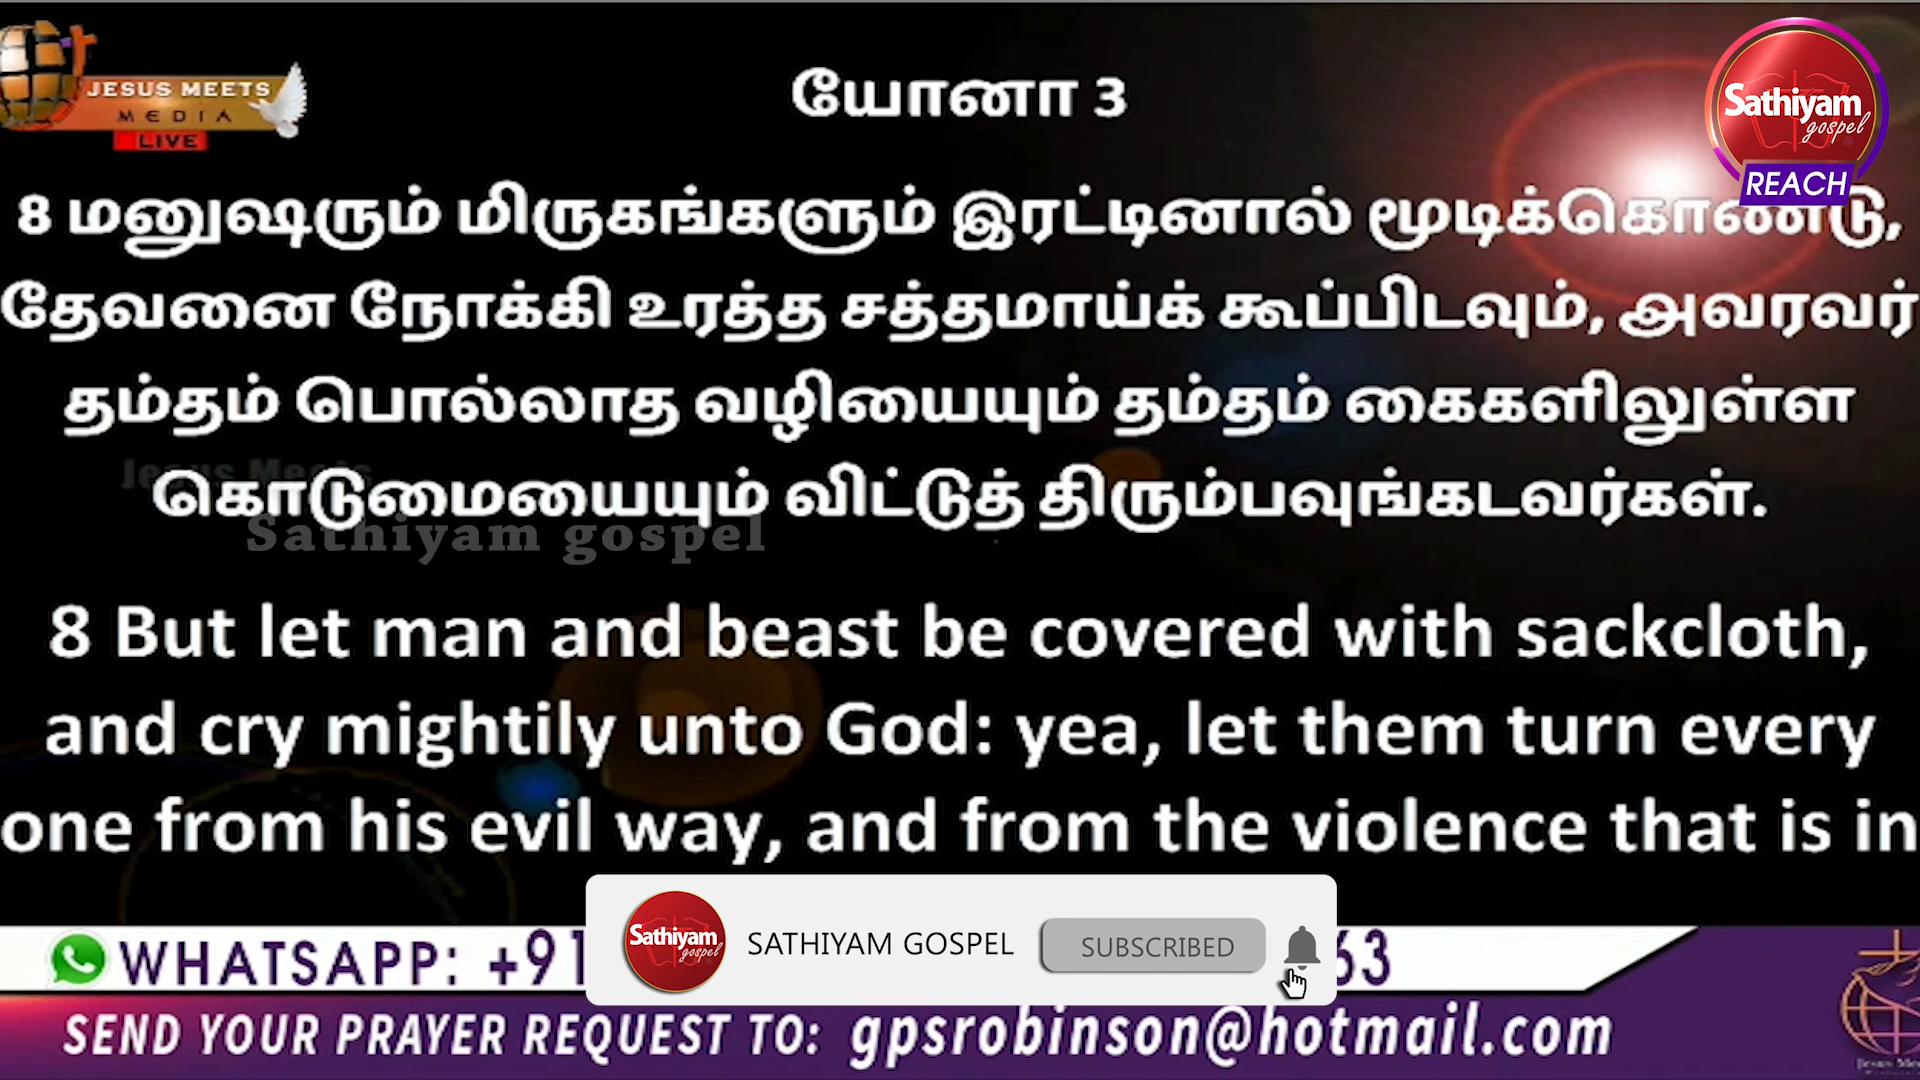 JESUS MEETS
MEDIA
LIVE
Sathiyam
gospel
REACH
யோனா 3
8 மனுஷரும் மிருகங்களும் இரட்டினால் மூடிக்கொண்டு,
தேவனை நோக்கி உரத்த சத்தமாய்க் கூப்பிடவும், அவரவர்
தம்தம் பொல்லாத வழியையும் தம்தம் கைகளிலுள்ள
கொடுமையையும் விட்டுத் திரும்பவுங்கடவர்கள்.
Jesus Meets
Sathiyam gospel
8 But let man and beast be covered with sackcloth,
and cry mightily unto God: yea, let them turn every
one from his evil way, and from the violence that is in
Sathiyam
gospel
SATHIYAM GOSPEL SUBSCRIBED
WHATSAPP: +91 63
SEND YOUR PRAYER REQUEST TO: gpsrobinson@hotmail.com